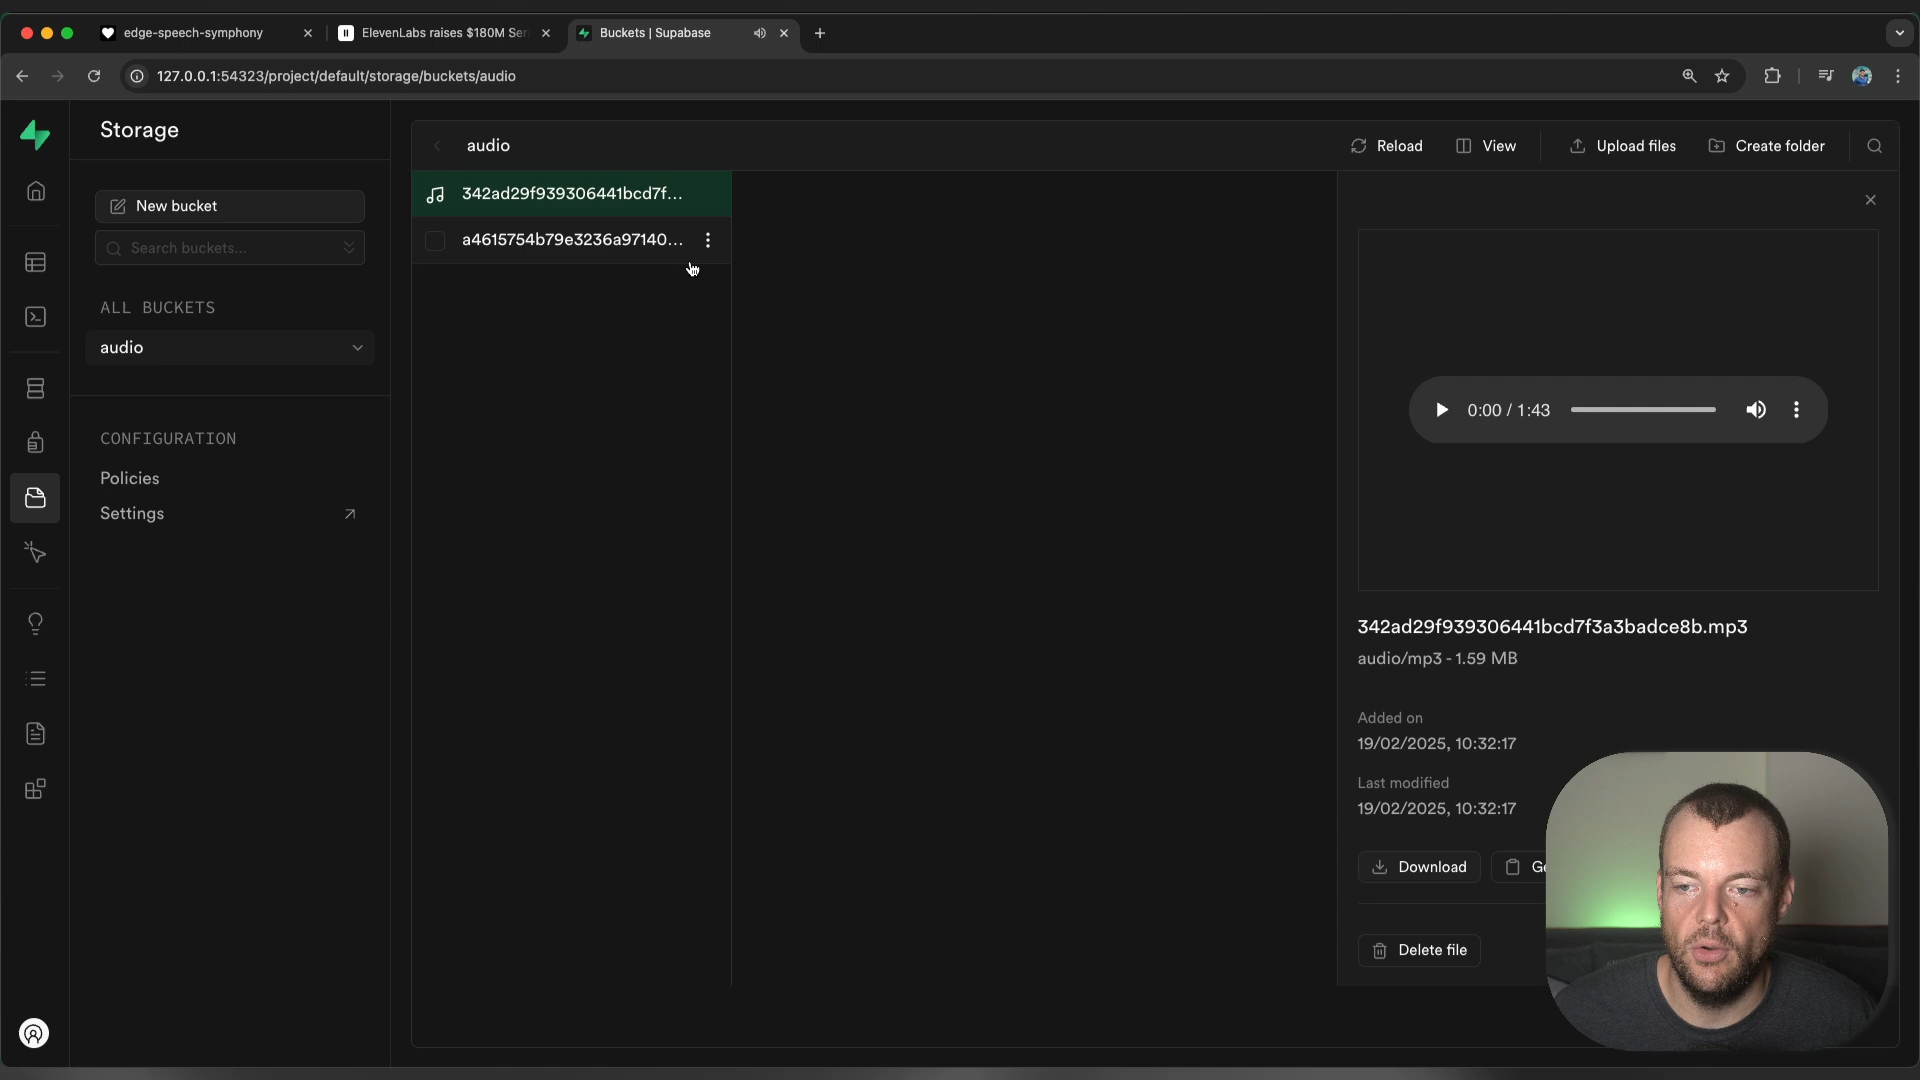 edge-speech-symphony
ElevenLabs raises $180M Ser
Buckets | Supabase
127.0.0.1:54323/project/default/storage/buckets/audio
Storage
New bucket
Search buckets...
ALL BUCKETS
audio
CONFIGURATION
Policies
Settings
audio
Reload
View
Upload files
Create folder
342ad29f939306441bcd7f...
a4615754b79e3236a97140...
0:00 / 1:43
342ad29f939306441bcd7f3a3badce8b.mp3
audio/mp3 - 1.59 MB
Added on
19/02/2025, 10:32:17
Last modified
19/02/2025, 10:32:17
Download
Ge
Delete file